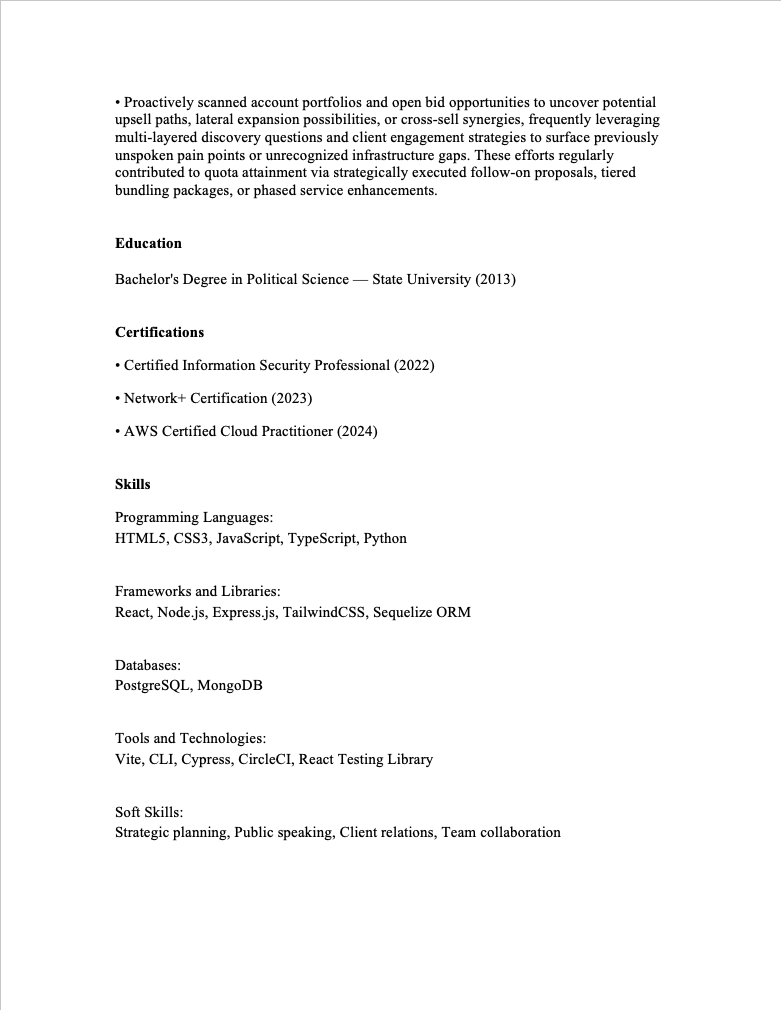 • Proactively scanned account portfolios and open bid opportunities to uncover potential
upsell paths, lateral expansion possibilities, or cross-sell synergies, frequently leveraging
multi-layered discovery questions and client engagement strategies to surface previously
unspoken pain points or unrecognized infrastructure gaps. These efforts regularly
contributed to quota attainment via strategically executed follow-on proposals, tiered
bundling packages, or phased service enhancements.
Education
Bachelor's Degree in Political Science — State University (2013)
Certifications
• Certified Information Security Professional (2022)
• Network+ Certification (2023)
• AWS Certified Cloud Practitioner (2024)
Skills
Programming Languages:
HTML5, CSS3, JavaScript, TypeScript, Python
Frameworks and Libraries:
React, Node.js, Express.js, TailwindCSS, Sequelize ORM
Databases:
PostgreSQL, MongoDB
Tools and Technologies:
Vite, CLI, Cypress, CircleCI, React Testing Library
Soft Skills:
Strategic planning, Public speaking, Client relations, Team collaboration